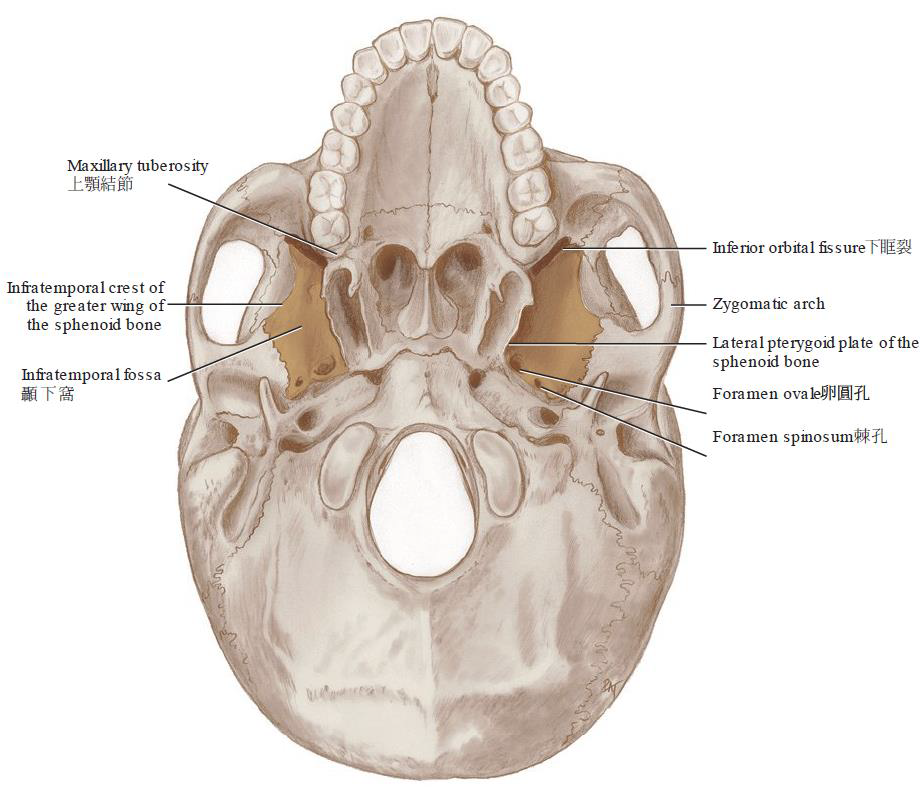 Maxillary tuberosity
上顎結節
Infratemporal crest of
the greater wing of
the sphenoid bone
Infratemporal fossa
顳下窩
Inferior orbital fissure下眶裂
Zygomatic arch
Lateral pterygoid plate of the
sphenoid bone
Foramen ovale卵圓孔
Foramen spinosum棘孔